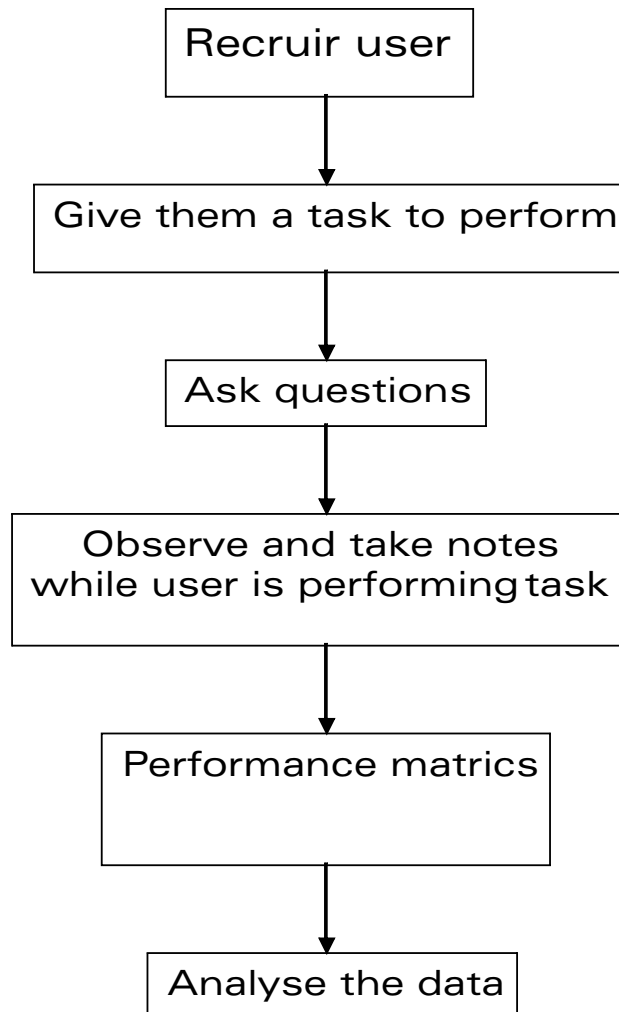 Recruir user
Give them a task to perform
Ask questions
Observe and take notes
while user is performing task
Performance matrics
Analyse the data